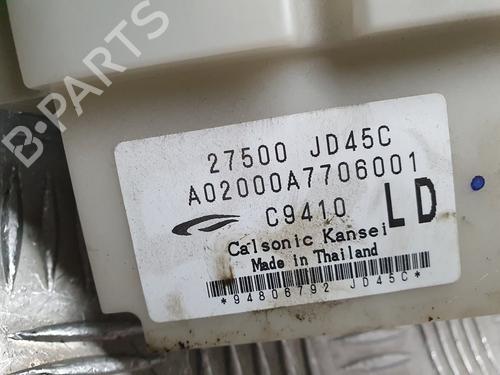 B-PARTS
27500 JD45C
A02000A7706001
C9410 LD
Calsonic Kansei
Made in Thailand
*94806792 JD45C*